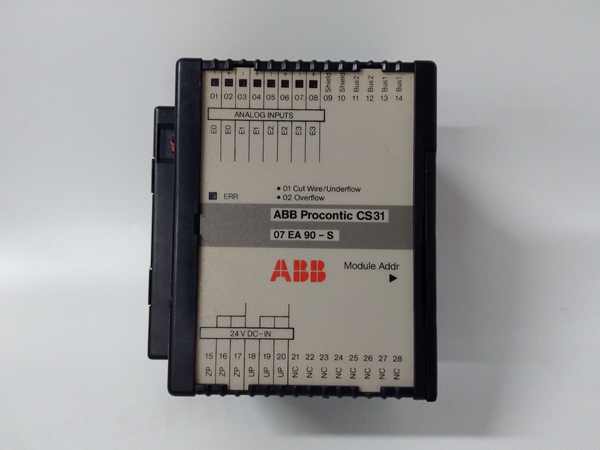 01 02 03 04 05 06 07 08 09 10 11 12 13 14
Shield Shield Bus2 Bus2 Bus1 Bus1
ANALOG INPUTS
E0 E0 E1 E1 E2 E2 E3 E3
ERR
• 01 Cut Wire/Underflow
• 02 Overflow
ABB Procontic CS31
07 EA 90 - S
ABB
Module Addr
24 V DC-IN
15 16 17 18 19 20 21 22 23 24 25 26 27 28
ZP ZP ZP UP UP UP NC NC NC NC NC NC NC NC